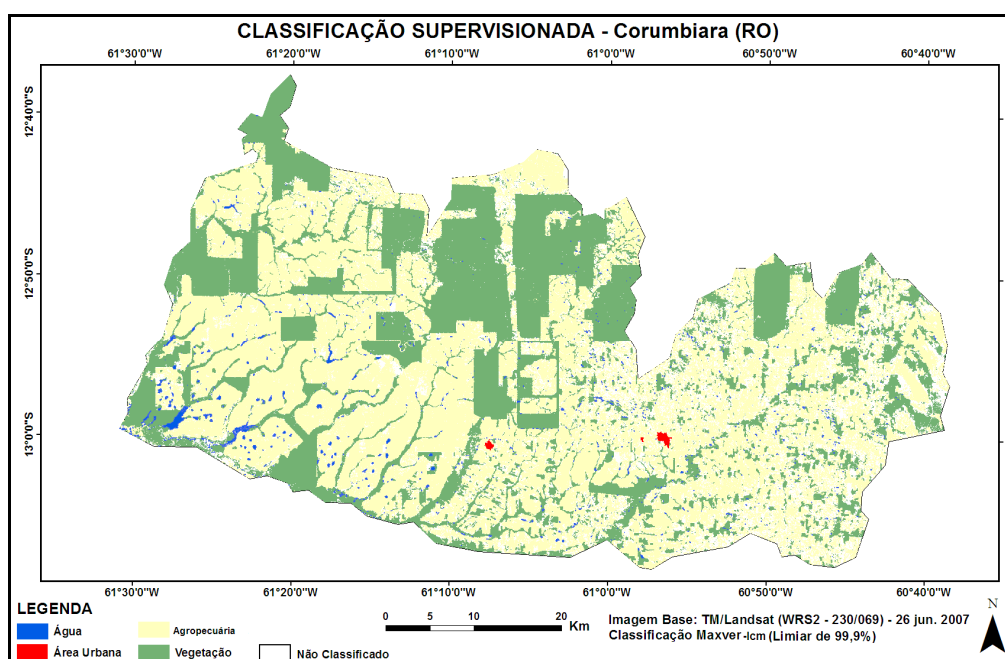 CLASSIFICAÇÃO SUPERVISIONADA - Corumbiara (RO)
61°30'0"W 61°20'0"W 61°10'0"W 61°0'0"W 60°50'0"W 60°40'0"W
12°40'0"S
12°50'0"S
13°0'0"S
61°30'0"W 61°20'0"W 61°10'0"W 61°0'0"W 60°50'0"W 60°40'0"W
LEGENDA
Água
Agropecuária
Área Urbana
Vegetação
Não Classificado
0 5 10 20 Km
Imagem Base: TM/Landsat (WRS2 - 230/069) - 26 jun. 2007
Classificação Maxver-Icm (Limiar de 99,9%)
N